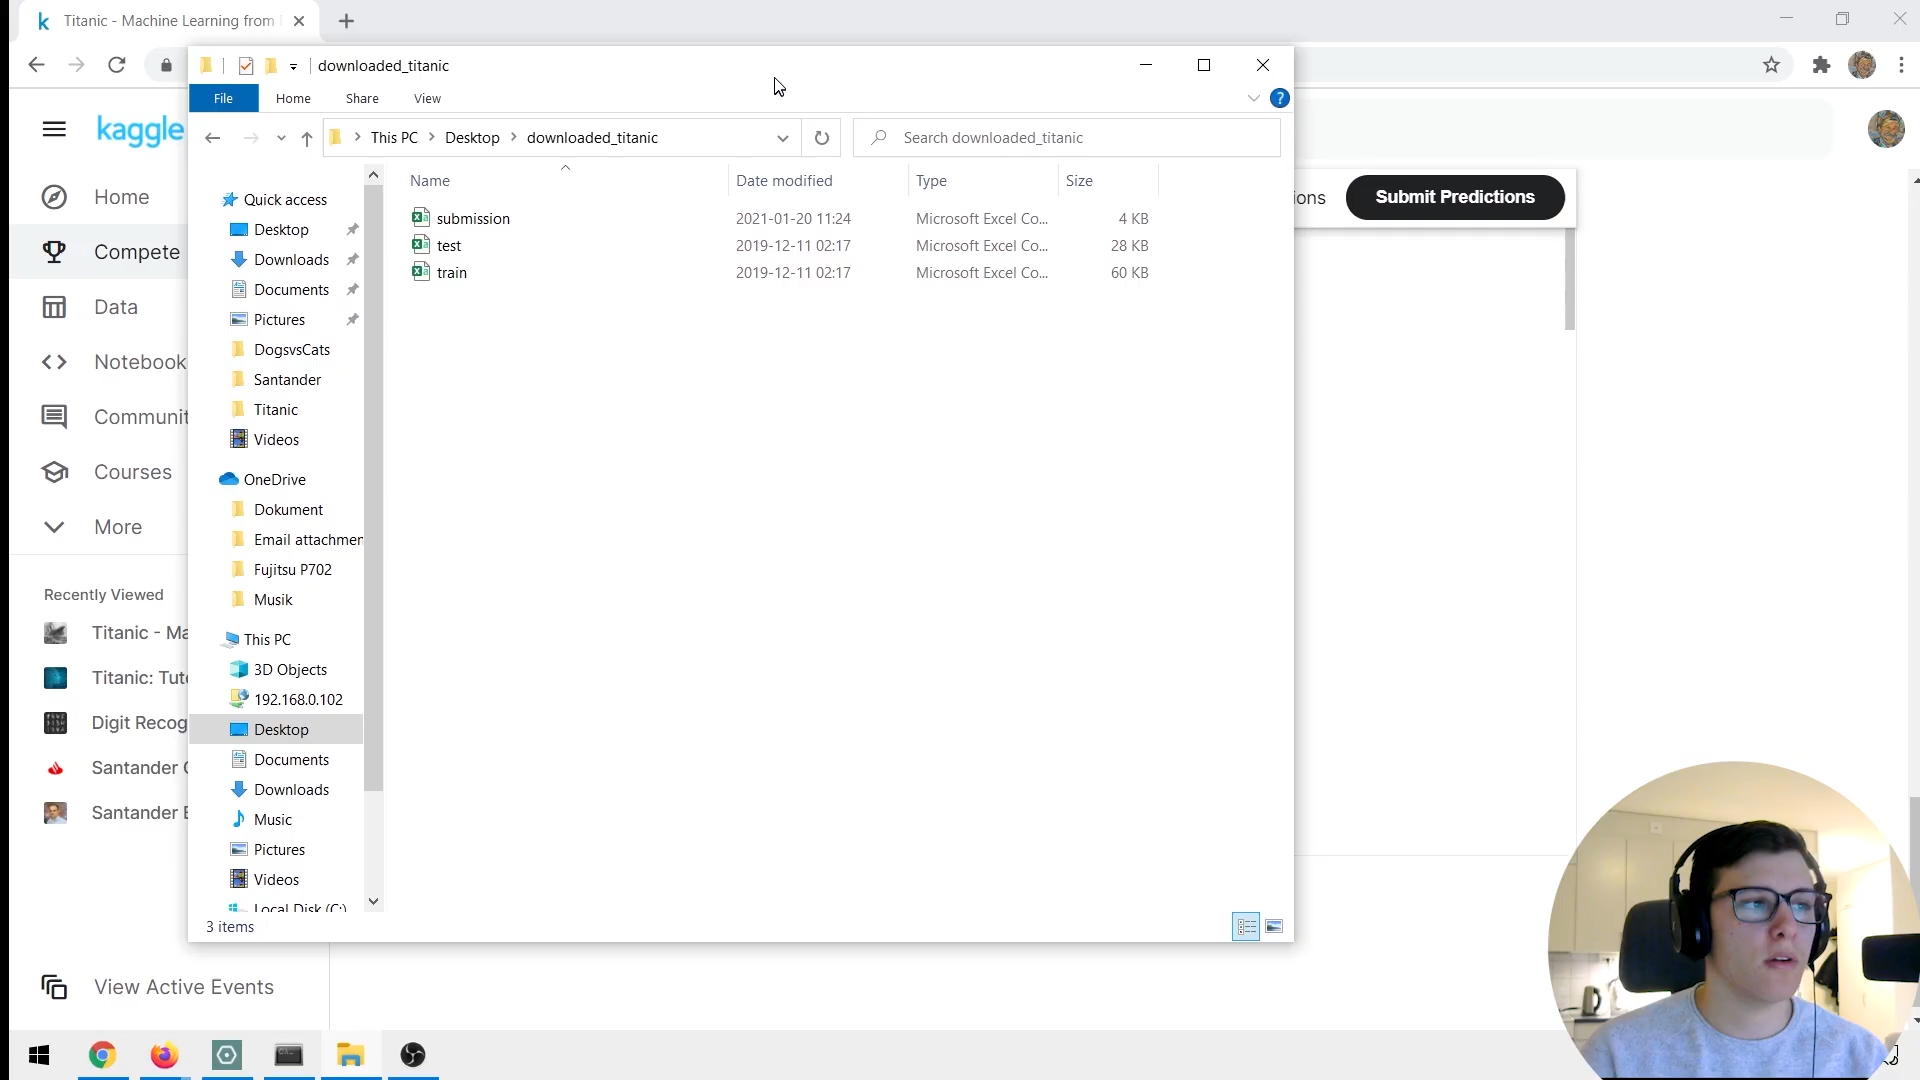 Titanic - Machine Learning from
downloaded_titanic
File
Home
Share
View
This PC
Desktop
downloaded_titanic
Search downloaded_titanic
kaggle
Home
Compete
Data
Notebook
Communit
Courses
More
Recently Viewed
Titanic - Ma
Titanic: Tut
Digit Recog
Santander
Santander
View Active Events
Quick access
Desktop
Downloads
Documents
Pictures
DogsvsCats
Santander
Titanic
Videos
OneDrive
Dokument
Email attachmen
Fujitsu P702
Musik
This PC
3D Objects
192.168.0.102
Desktop
Documents
Downloads
Music
Pictures
Videos
Local Disk (C:)
Name Date modified Type Size
submission 2021-01-20 11:24 Microsoft Excel Co... 4 KB
test 2019-12-11 02:17 Microsoft Excel Co... 28 KB
train 2019-12-11 02:17 Microsoft Excel Co... 60 KB
3 items
ions
Submit Predictions